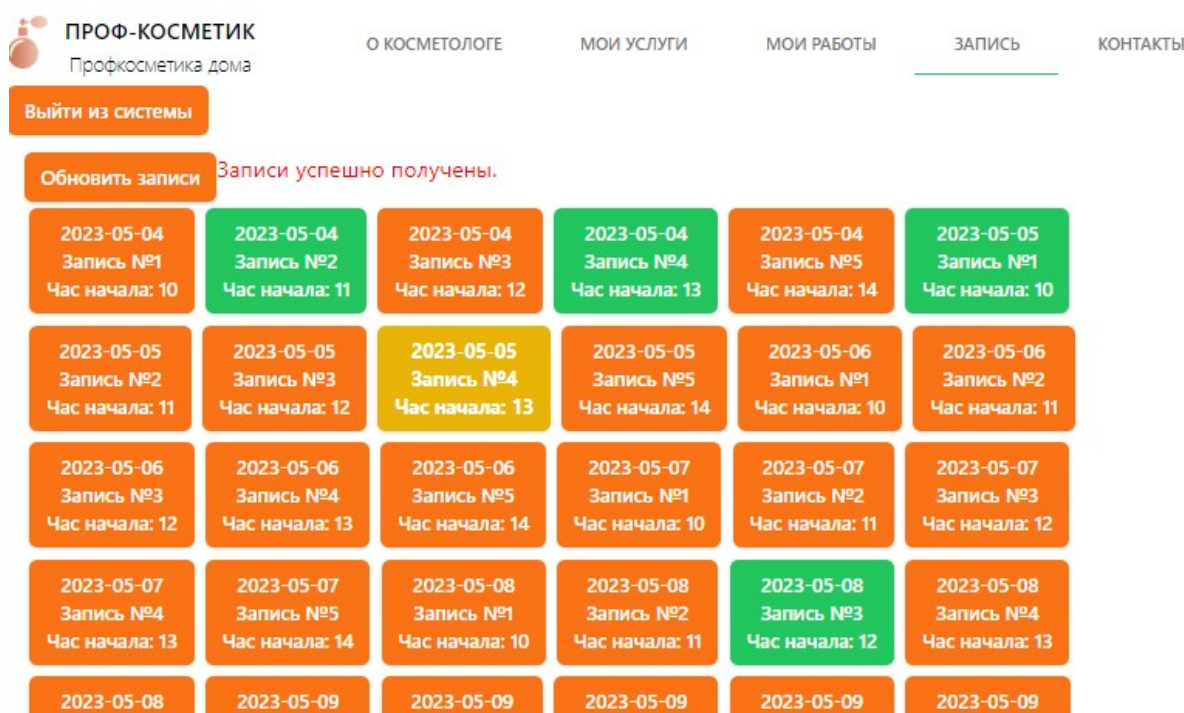 ПРОФ-КОСМЕТИК
Профкосметика дома
О КОСМЕТОЛОГЕ МОИ УСЛУГИ МОИ РАБОТЫ ЗАПИСЬ КОНТАКТЫ
Выйти из системы
Обновить записи Записи успешно получены.
2023-05-04 2023-05-04 2023-05-04 2023-05-04 2023-05-04 2023-05-05
Запись №1 Запись №2 Запись №3 Запись №4 Запись №5 Запись №1
Час начала: 10 Час начала: 11 Час начала: 12 Час начала: 13 Час начала: 14 Час начала: 10
2023-05-05 2023-05-05 2023-05-05 2023-05-05 2023-05-06 2023-05-06
Запись №2 Запись №3 Запись №4 Запись №5 Запись №1 Запись №2
Час начала: 11 Час начала: 12 Час начала: 13 Час начала: 14 Час начала: 10 Час начала: 11
2023-05-06 2023-05-06 2023-05-06 2023-05-07 2023-05-07 2023-05-07
Запись №3 Запись №4 Запись №5 Запись №1 Запись №2 Запись №3
Час начала: 12 Час начала: 13 Час начала: 14 Час начала: 10 Час начала: 11 Час начала: 12
2023-05-07 2023-05-07 2023-05-08 2023-05-08 2023-05-08 2023-05-08
Запись №4 Запись №5 Запись №1 Запись №2 Запись №3 Запись №4
Час начала: 13 Час начала: 14 Час начала: 10 Час начала: 11 Час начала: 12 Час начала: 13
2023-05-08 2023-05-09 2023-05-09 2023-05-09 2023-05-09 2023-05-09